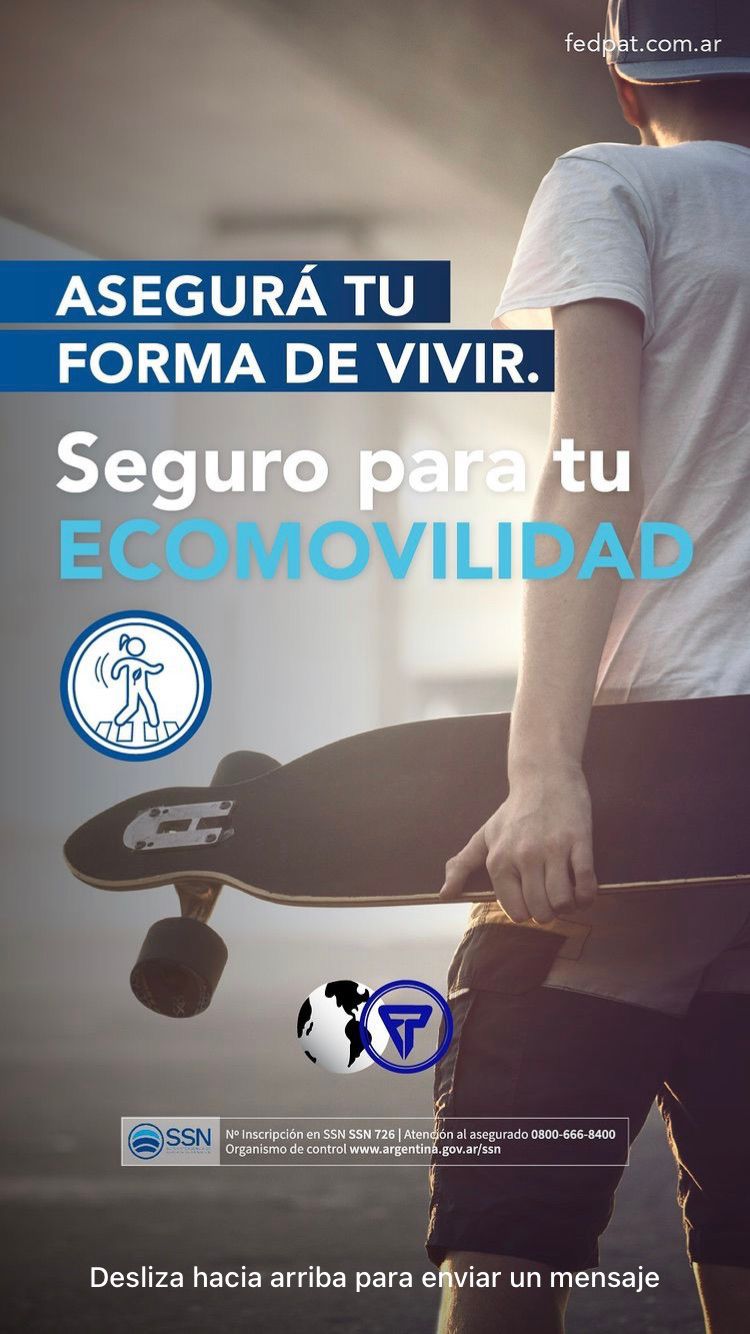 fedpat.com.ar
ASEGURÁ TU
FORMA DE VIVIR.
Seguro para tu
ECOMOVILIDAD
FP
SSN
Nº Inscripción en SSN SSN 726 | Atención al asegurado 0800-666-8400
Organismo de control www.argentina.gov.ar/ssn
Desliza hacia arriba para enviar un mensaje